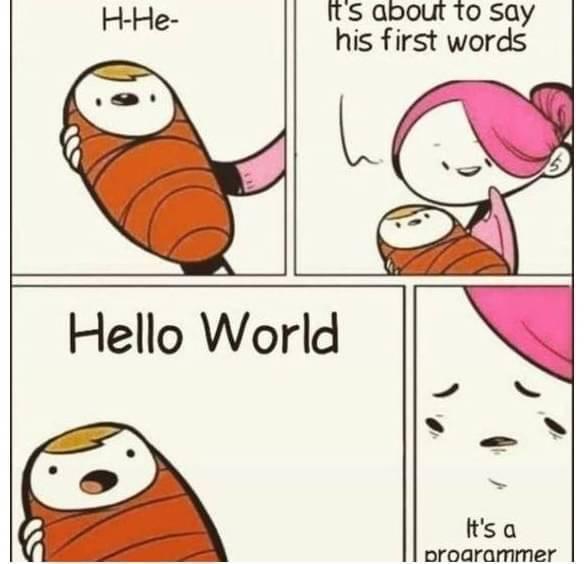 H-He-
It's about to say
his first words
Hello World
It's a
programmer